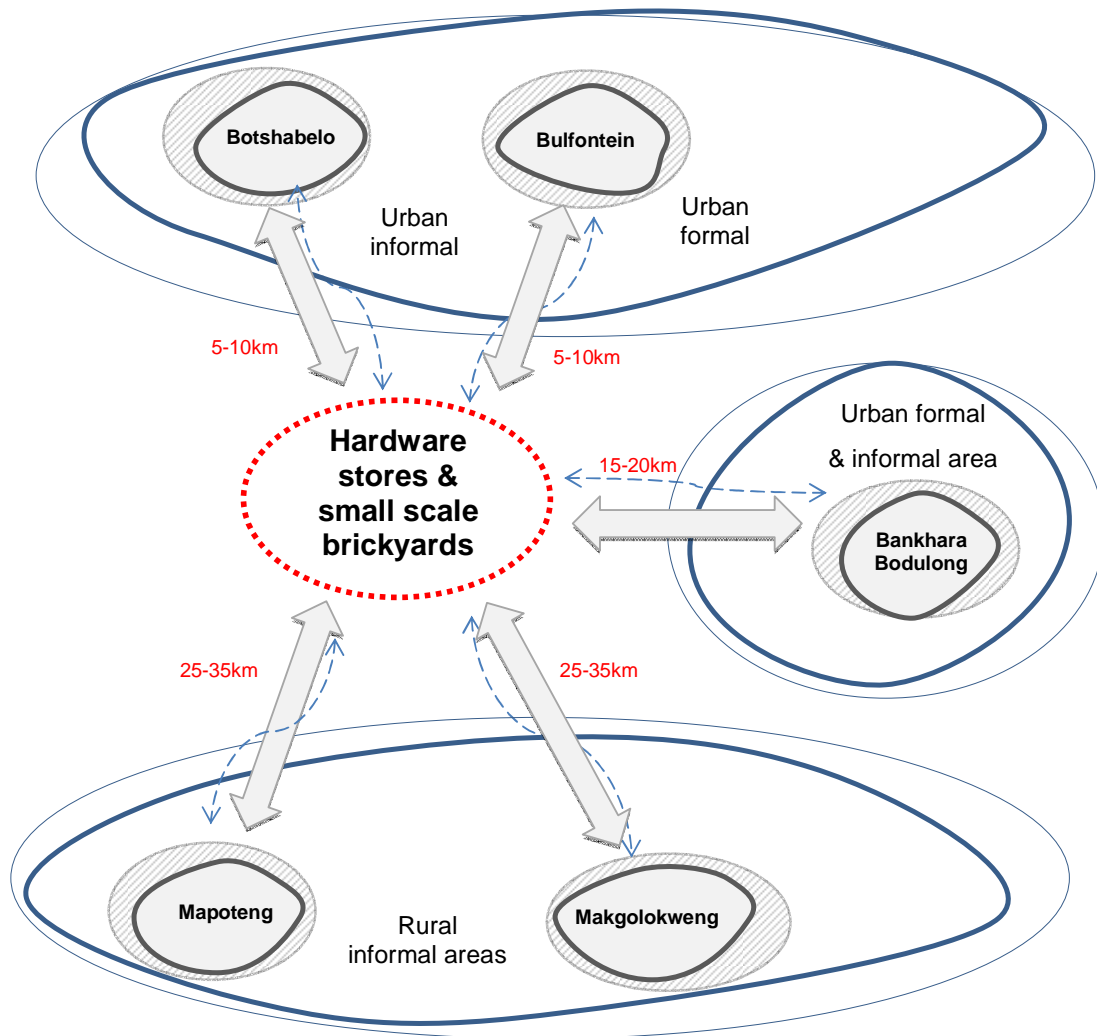 Botshabelo
Bulfontein
Urban
informal
Urban
formal
5-10km
5-10km
Hardware
stores &
small scale
brickyards
15-20km
Urban formal
& informal area
Bankhara
Bodulong
25-35km
25-35km
Mapoteng
Rural
informal areas
Makgolokweng